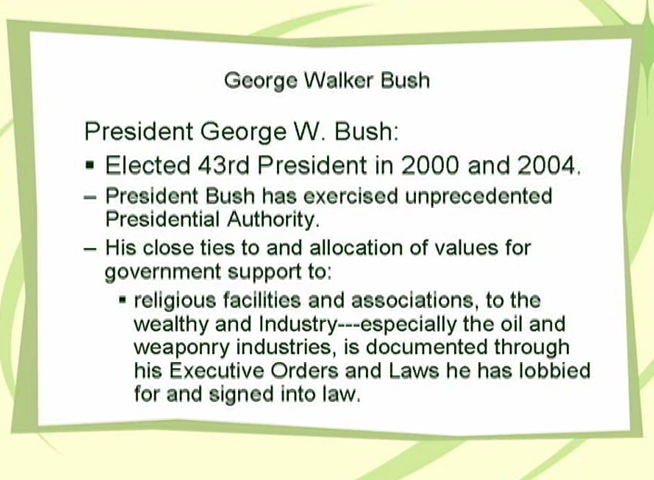 George Walker Bush
President George W. Bush:
▪ Elected 43rd President in 2000 and 2004.
– President Bush has exercised unprecedented
Presidential Authority.
– His close ties to and allocation of values for
government support to:
▪ religious facilities and associations, to the
wealthy and Industry---especially the oil and
weaponry industries, is documented through
his Executive Orders and Laws he has lobbied
for and signed into law.